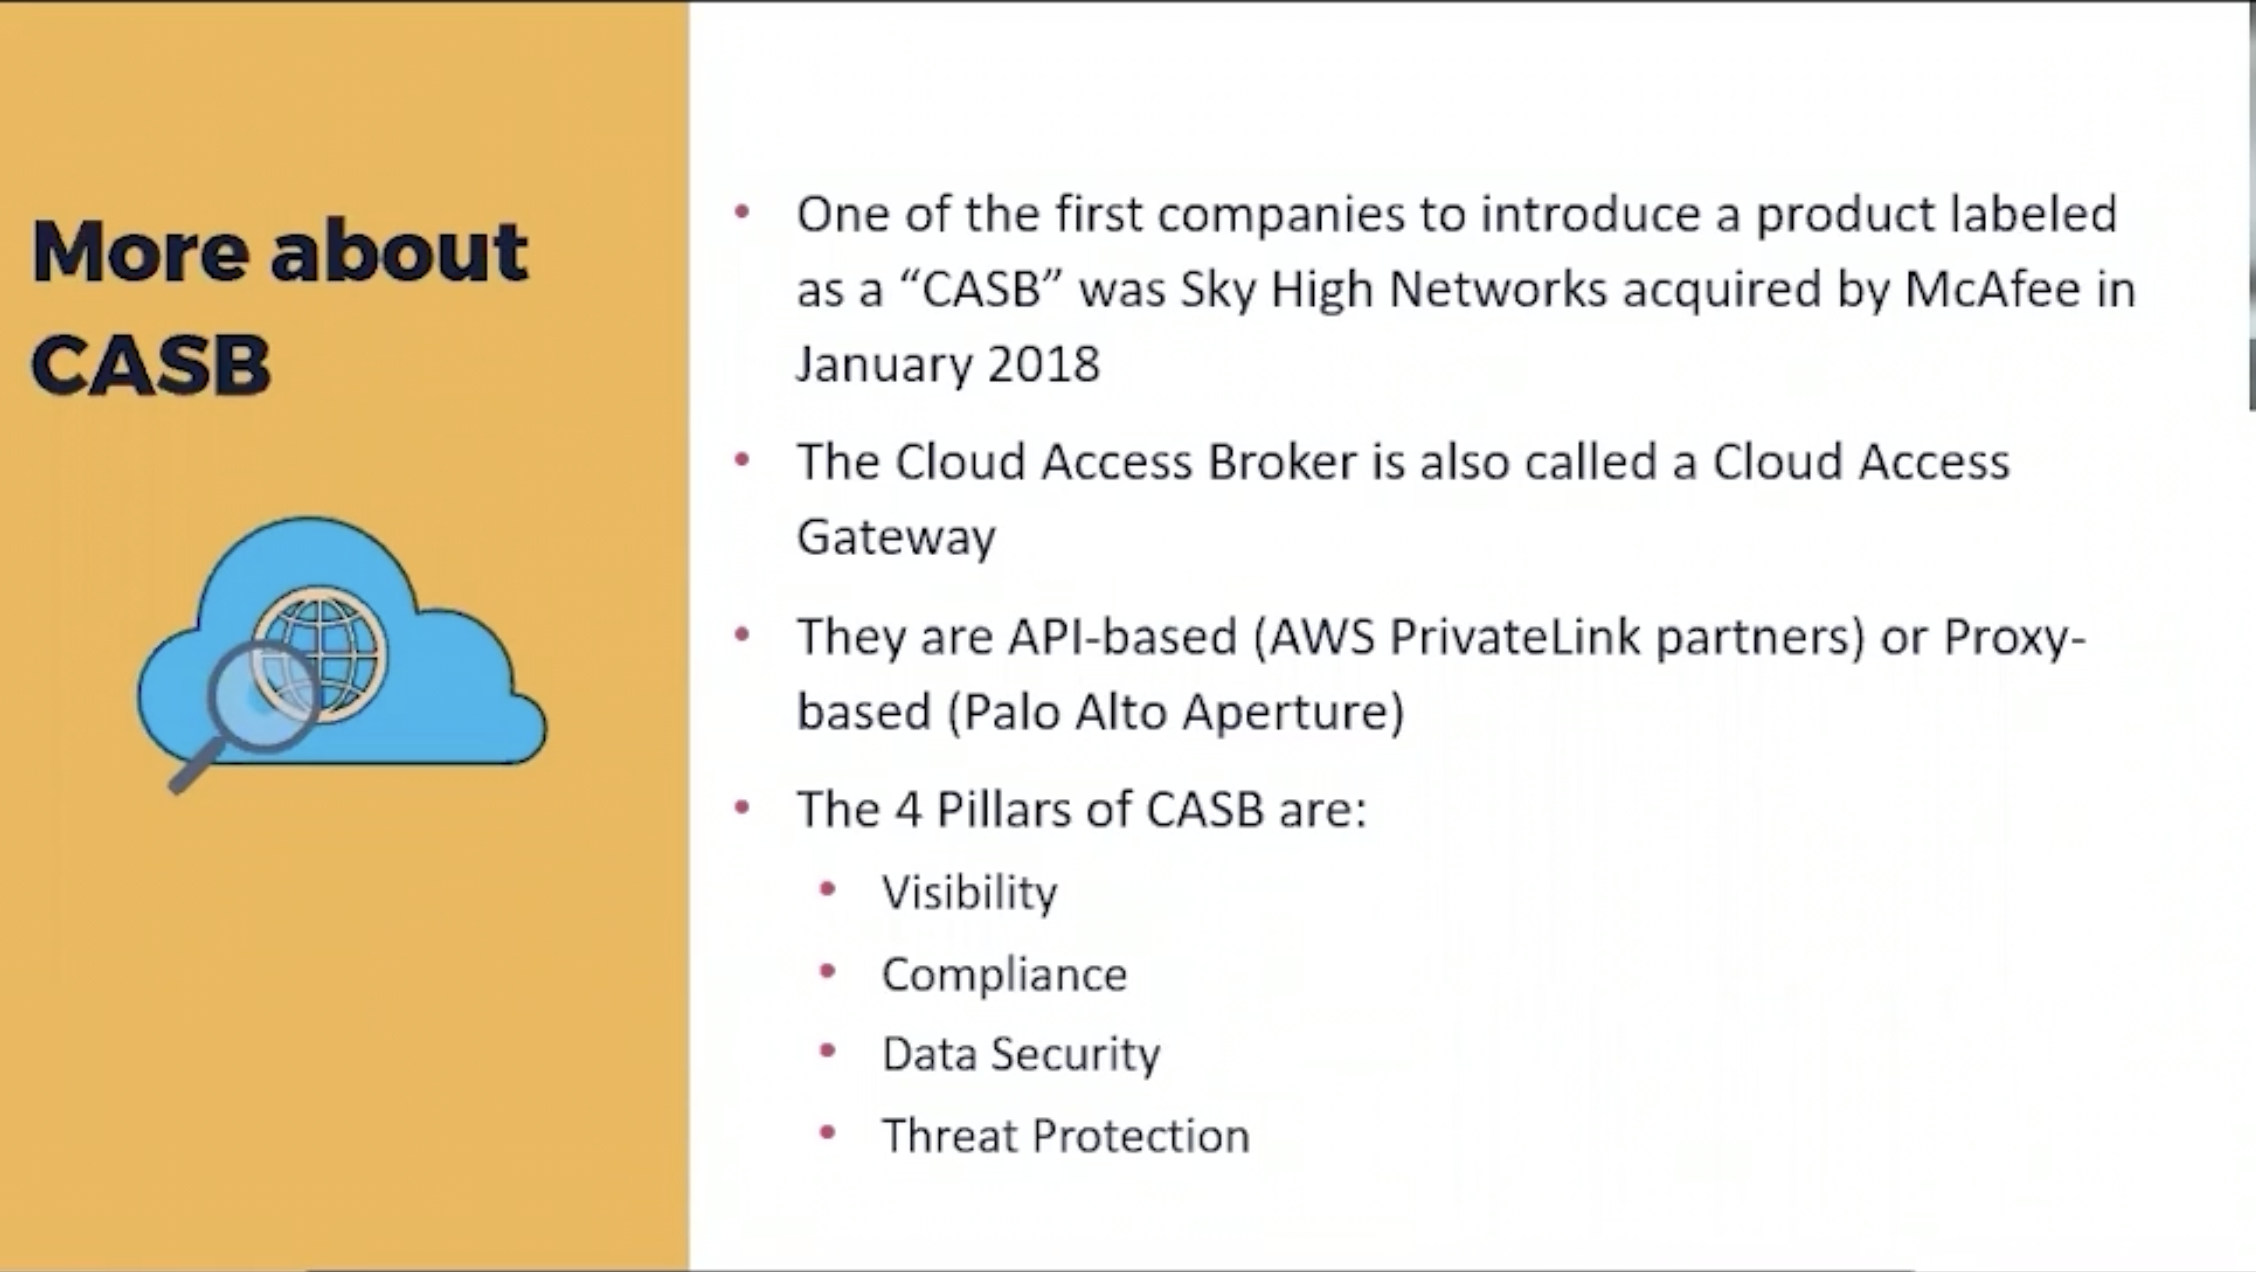 More about
CASB
• One of the first companies to introduce a product labeled
as a “CASB” was Sky High Networks acquired by McAfee in
January 2018
• The Cloud Access Broker is also called a Cloud Access
Gateway
• They are API-based (AWS PrivateLink partners) or Proxy-
based (Palo Alto Aperture)
• The 4 Pillars of CASB are:
• Visibility
• Compliance
• Data Security
• Threat Protection